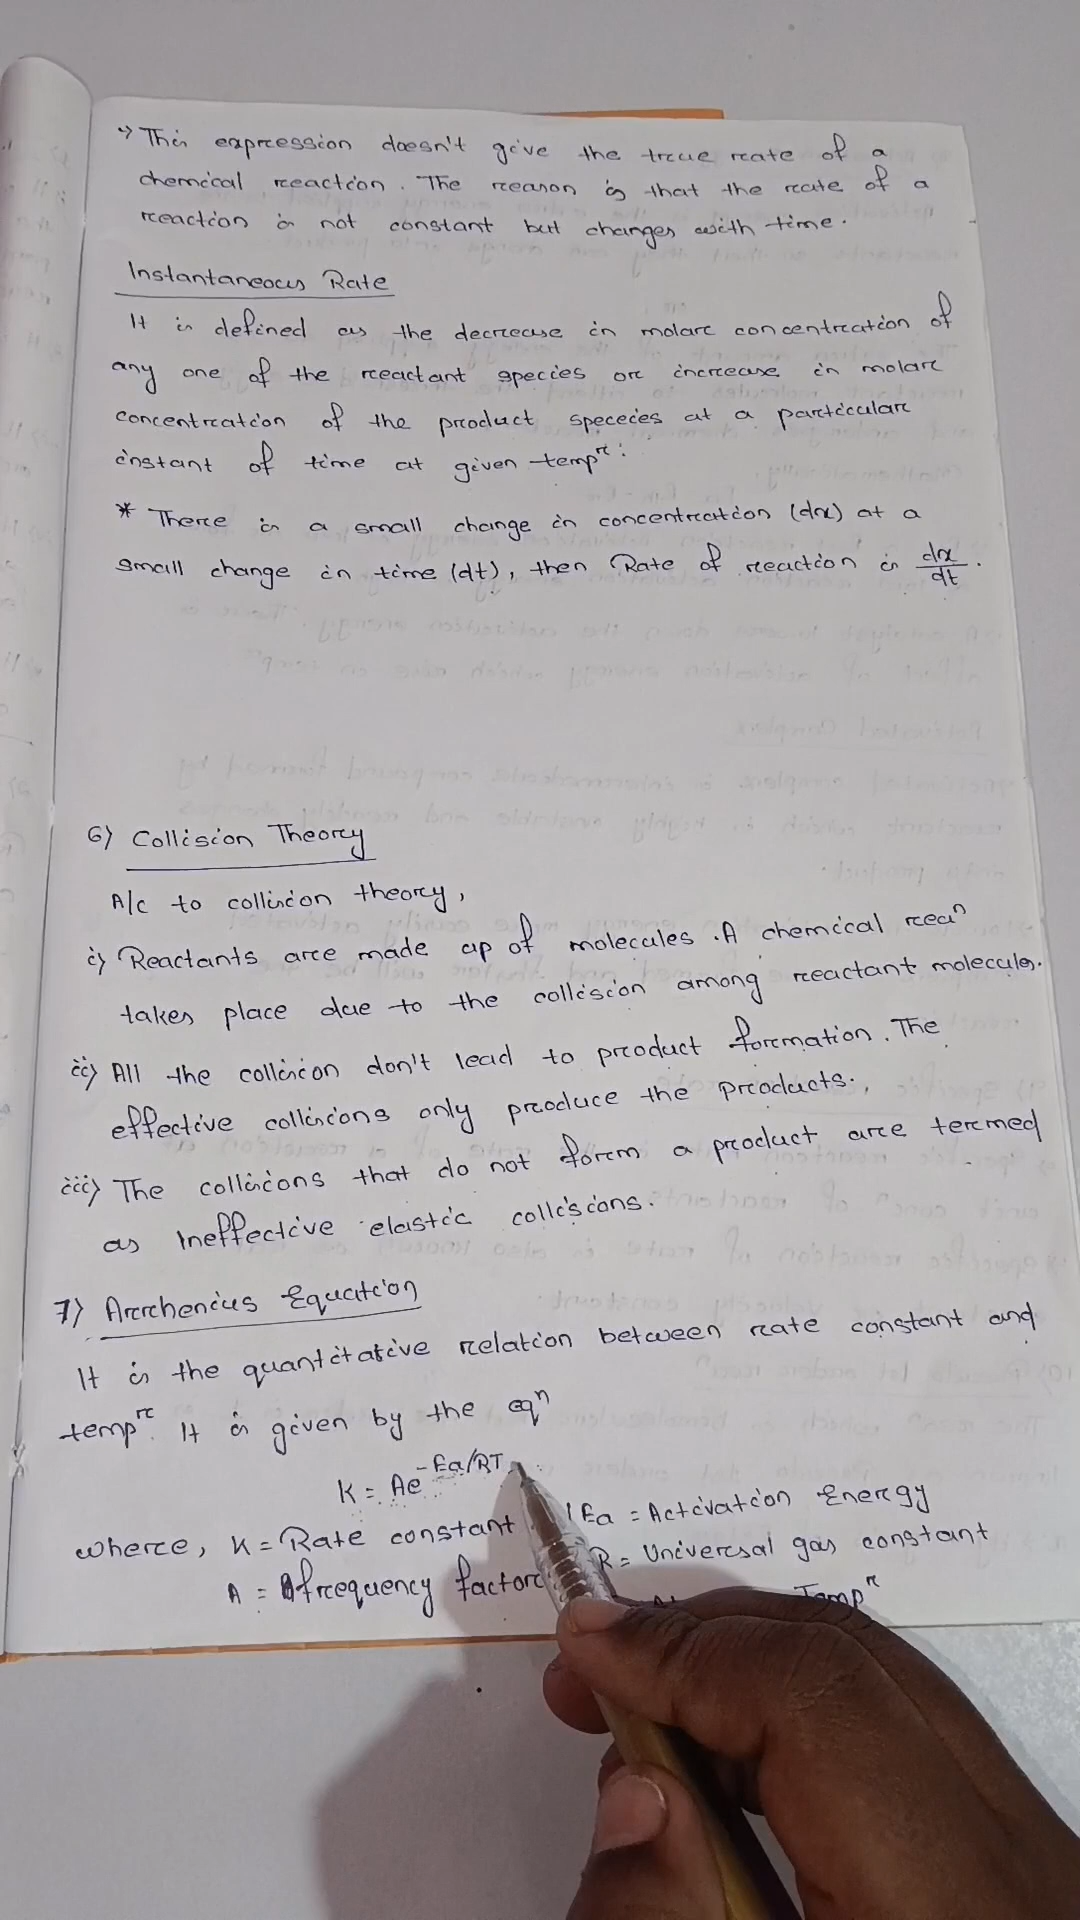 → This expression doesn't give the true rate of a
chemical reaction. The reason is that the rate of a
reaction is not constant but changes with time.
Instantaneous Rate
It is defined as the decrease in molar concentration of
any one of the reactant species or increase in molar
concentration of the product species at a particular
instant of time at given tempʳ.
* There is a small change in concentration (dx) at a
small change in time (dt), then Rate of reaction is dx/dt.
6) Collision Theory
A/c to collision theory,
i) Reactants are made up of molecules. A chemical reaⁿ
takes place due to the collision among reactant molecules.
ii) All the collision don't lead to product formation. The
effective collisions only produce the products.
iii) The collisions that do not form a product are termed
as Ineffective elastic collisions.
7) Arrhenius Equation
It is the quantitative relation between rate constant and
tempʳ. It is given by the eqⁿ
K = Ae^-Ea/RT
where, K = Rate constant | Ea = Activation Energy
A = frequency factor R = Universal gas constant
Tempʳ